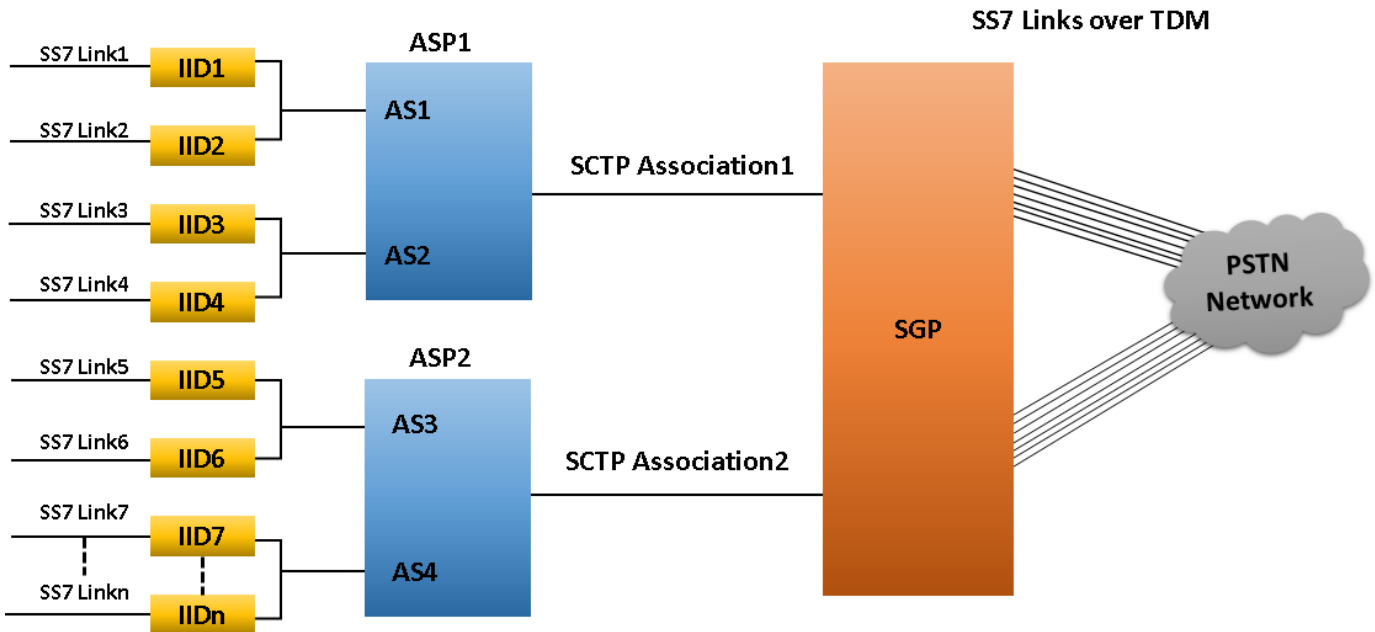 SS7 Links over TDM
ASP1
SS7 Link1
IID1
AS1
SS7 Link2
IID2
SCTP Association1
SS7 Link3
IID3
AS2
SS7 Link4
IID4
PSTN
Network
SGP
ASP2
SS7 Link5
IID5
AS3
SS7 Link6
IID6
SCTP Association2
SS7 Link7
IID7
AS4
SS7 Linkn
IIDn